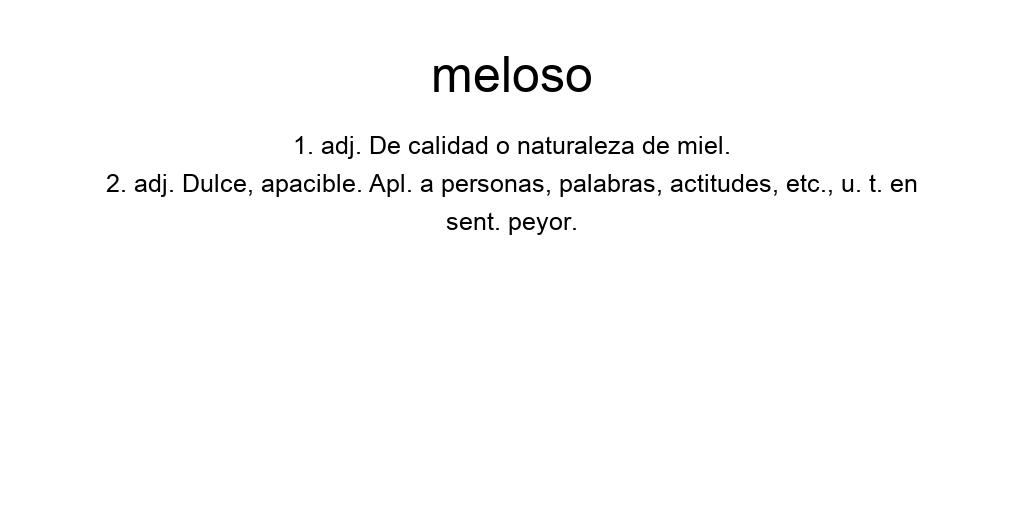 meloso
1. adj. De calidad o naturaleza de miel.
2. adj. Dulce, apacible. Apl. a personas, palabras, actitudes, etc., u. t. en
sent. peyor.